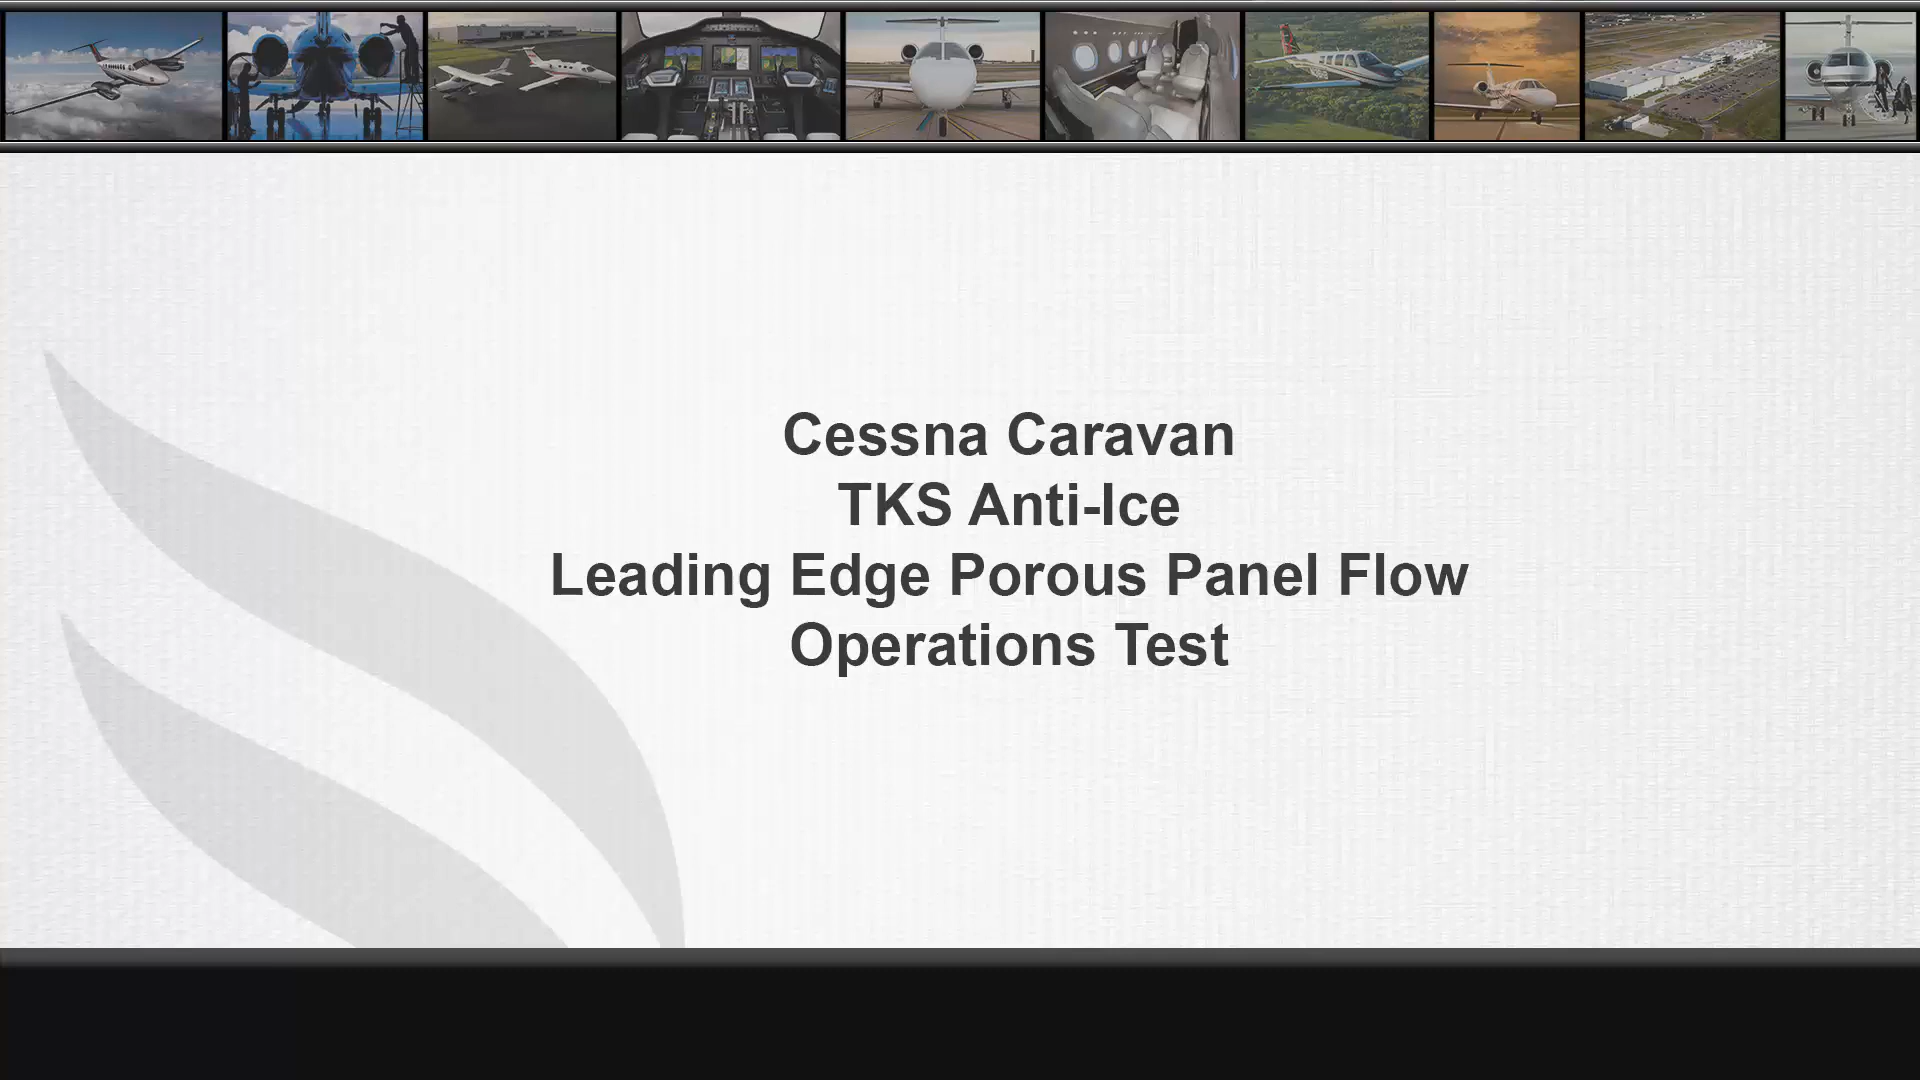 Cessna Caravan
TKS Anti-Ice
Leading Edge Porous Panel Flow
Operations Test